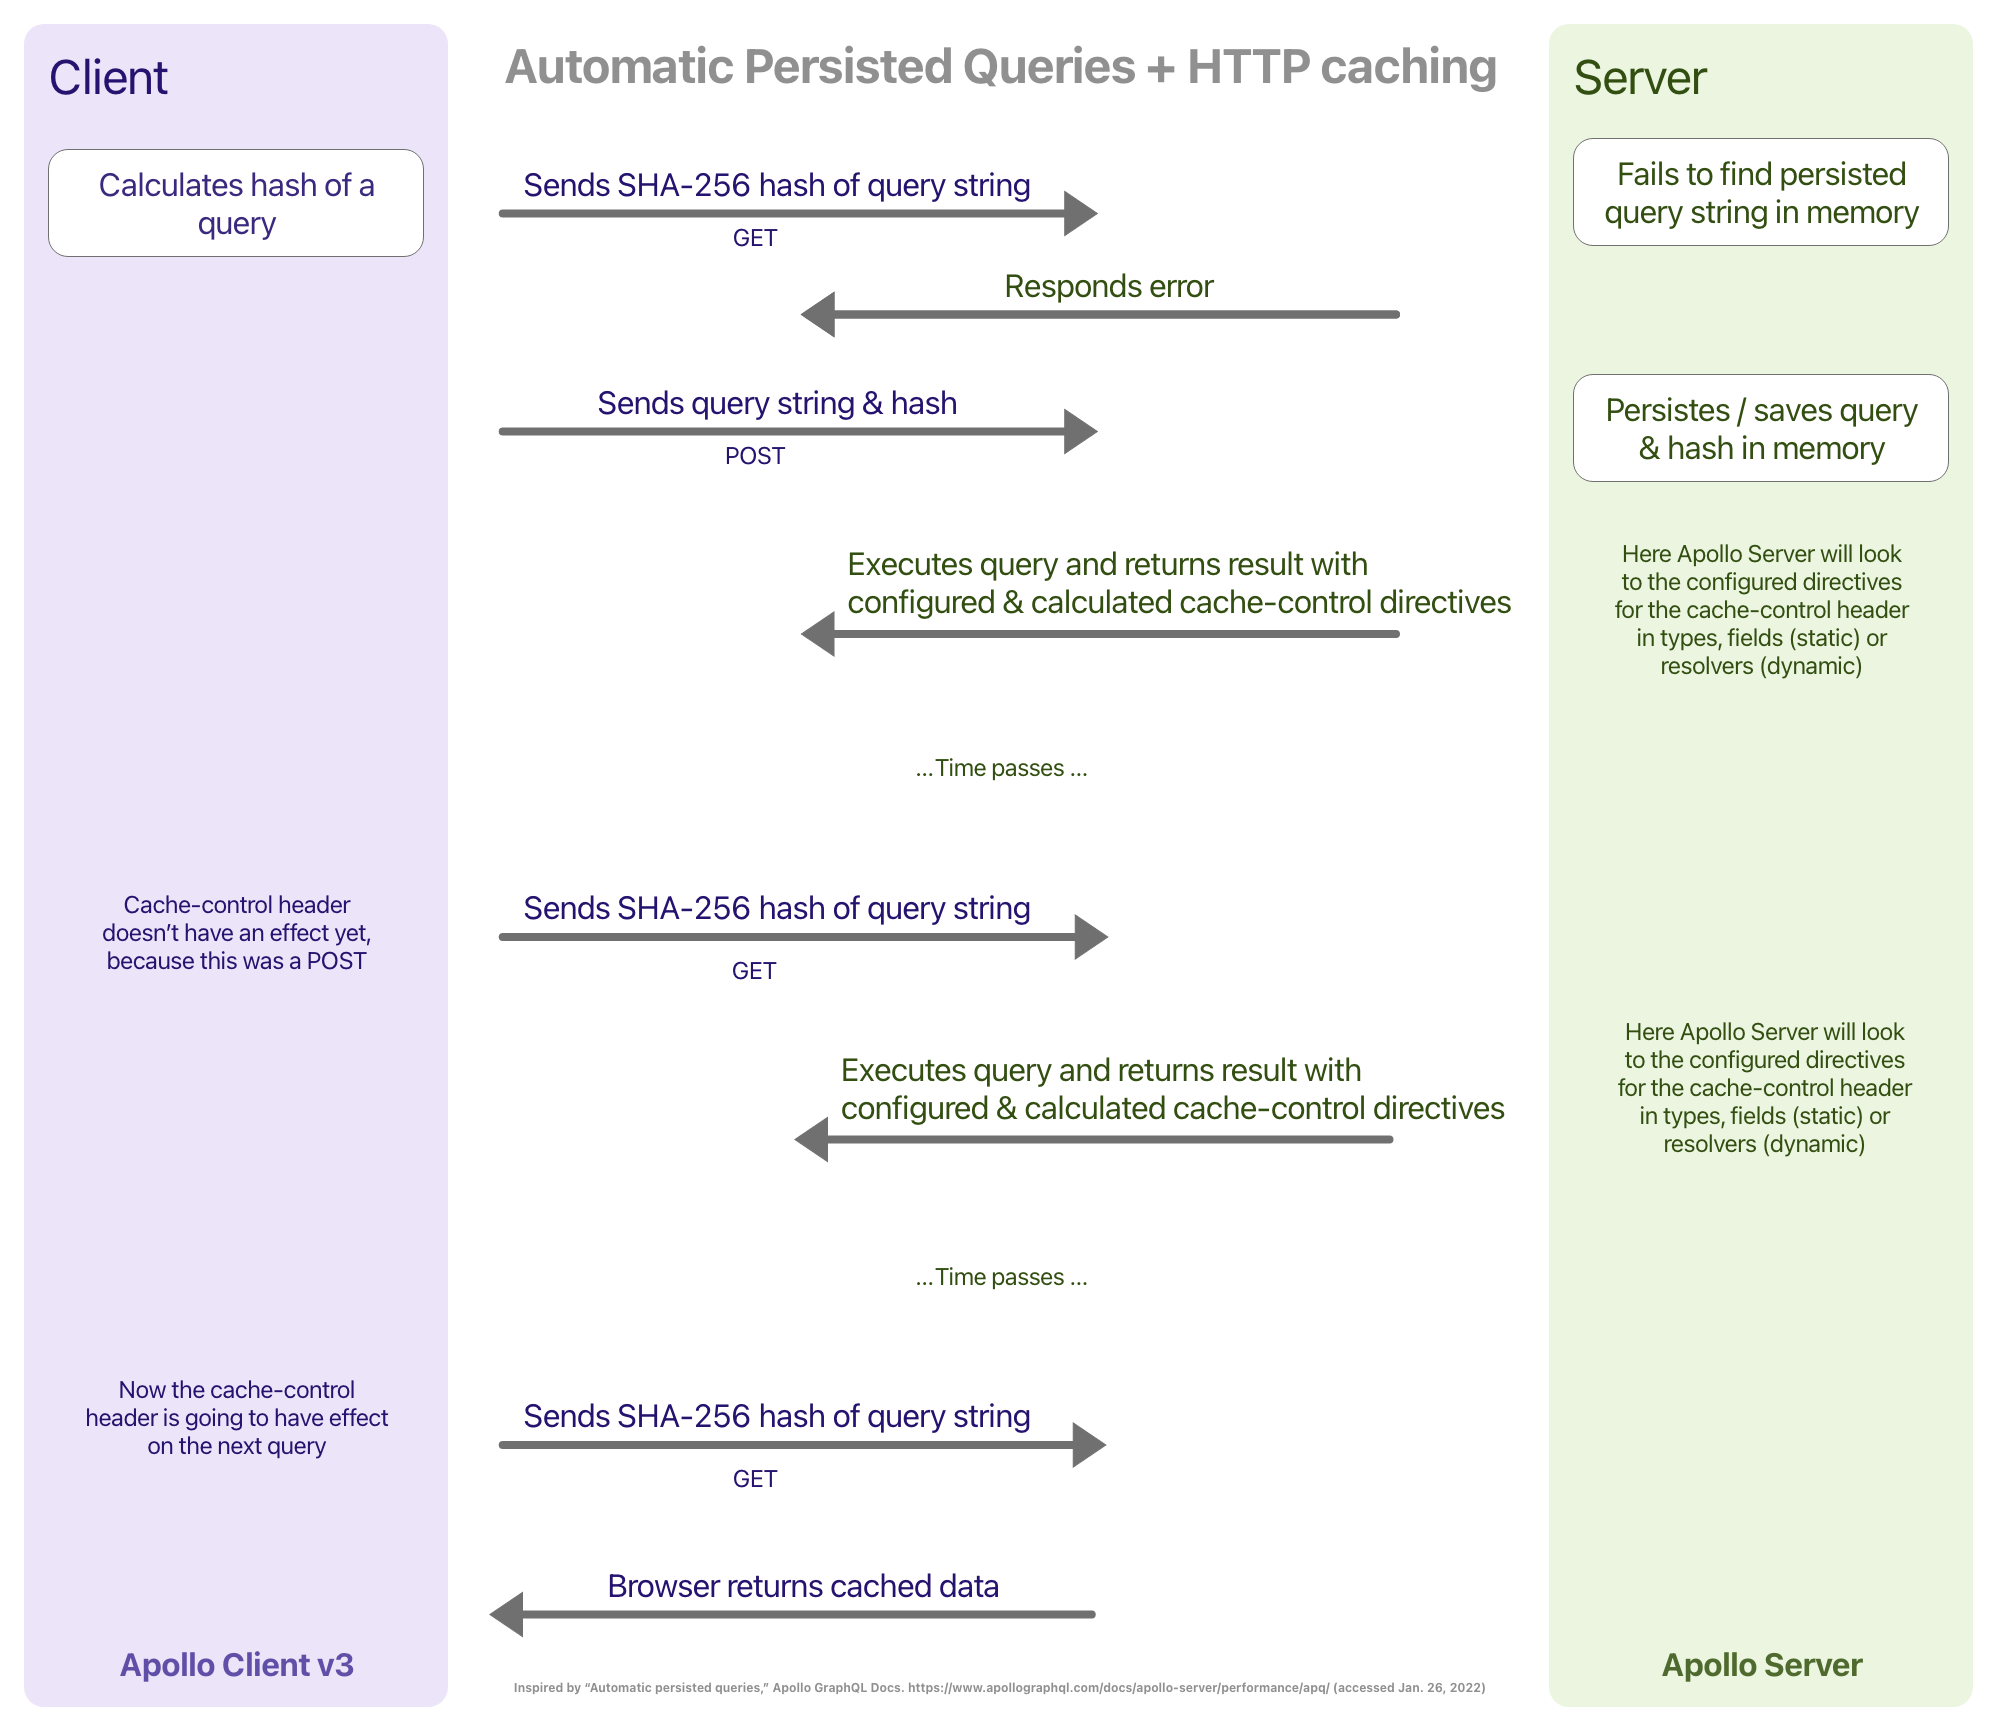 Client
Automatic Persisted Queries + HTTP caching
Server
Calculates hash of a
query
Sends SHA-256 hash of query string
GET
Fails to find persisted
query string in memory
Responds error
Sends query string & hash
POST
Persistes / saves query
& hash in memory
Executes query and returns result with
configured & calculated cache-control directives
Here Apollo Server will look
to the configured directives
for the cache-control header
in types, fields (static) or
resolvers (dynamic)
...Time passes ...
Cache-control header
doesn't have an effect yet,
because this was a POST
Sends SHA-256 hash of query string
GET
Executes query and returns result with
configured & calculated cache-control directives
Here Apollo Server will look
to the configured directives
for the cache-control header
in types, fields (static) or
resolvers (dynamic)
...Time passes ...
Now the cache-control
header is going to have effect
on the next query
Sends SHA-256 hash of query string
GET
Browser returns cached data
Apollo Client v3
Apollo Server
Inspired by “Automatic persisted queries,” Apollo GraphQL Docs. https://www.apollographql.com/docs/apollo-server/performance/apq/ (accessed Jan. 26, 2022)